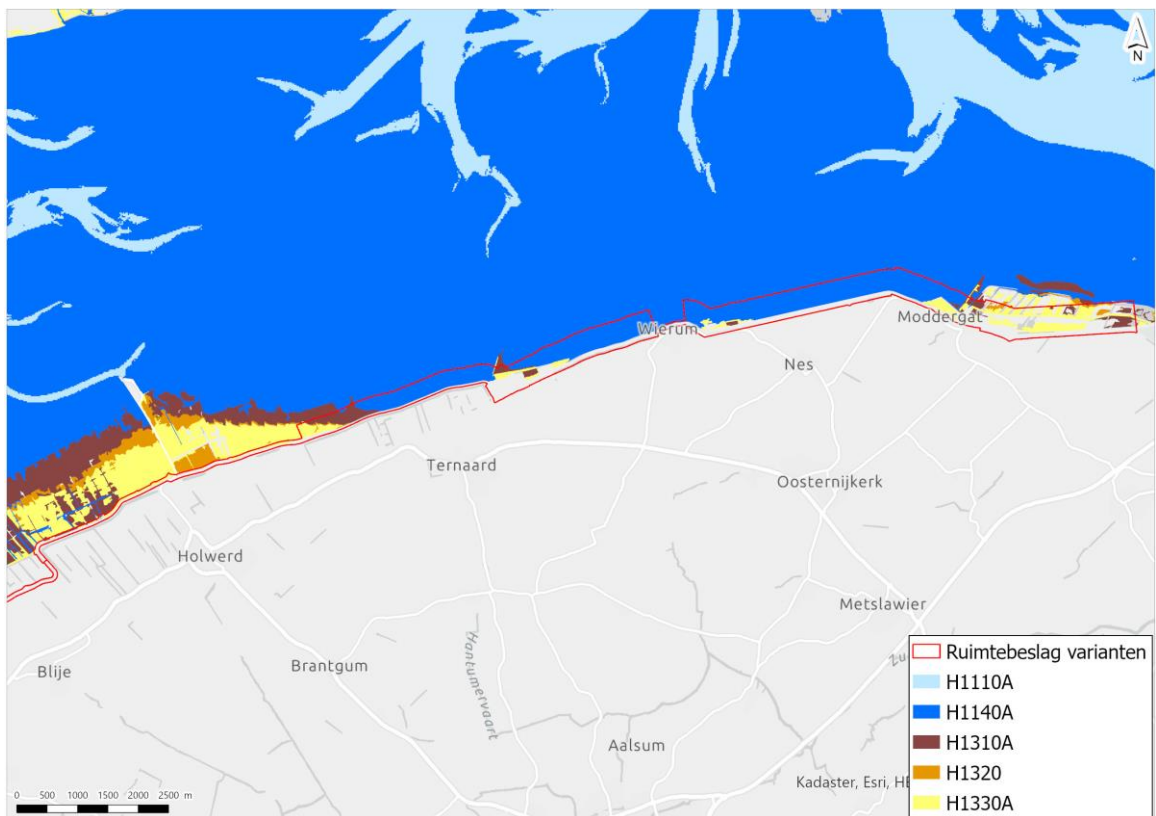 N
Wierum
Moddergat
Nes
Ternaard
Oosternijkerk
Holwerd
Metslawier
Blije
Brantgum
Hantumervaart
Aalsum
Kadaster, Esri,
0 500 1000 1500 2000 2500 m
Ruimtebeslag varianten
H1110A
H1140A
H1310A
H1320
H1330A